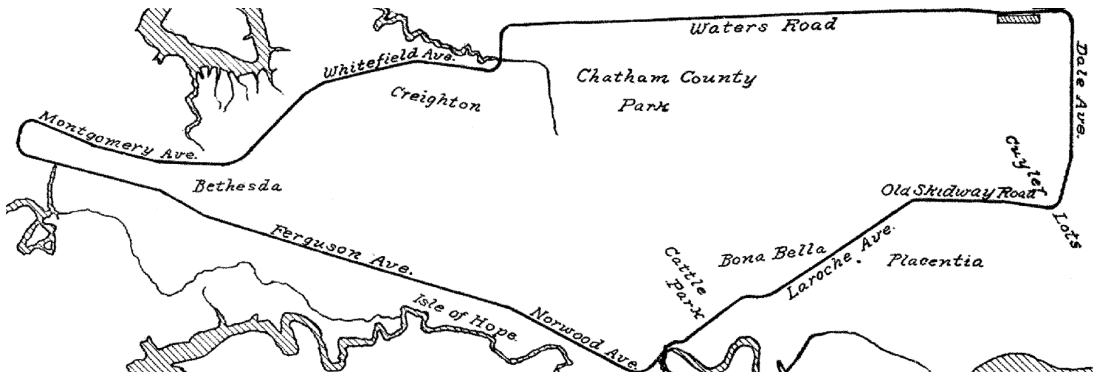 Waters Road
Dale Ave.
Whitefield Ave.
Chatham County
Park
Creighton
Montgomery Ave.
Cuyler
Lots
Bethesda
Old Skidway Road
Ferguson Ave.
Cattle
Park
Bona Bella
Laroche Ave.
Placentia
Isle of Hope.
Norwood Ave.